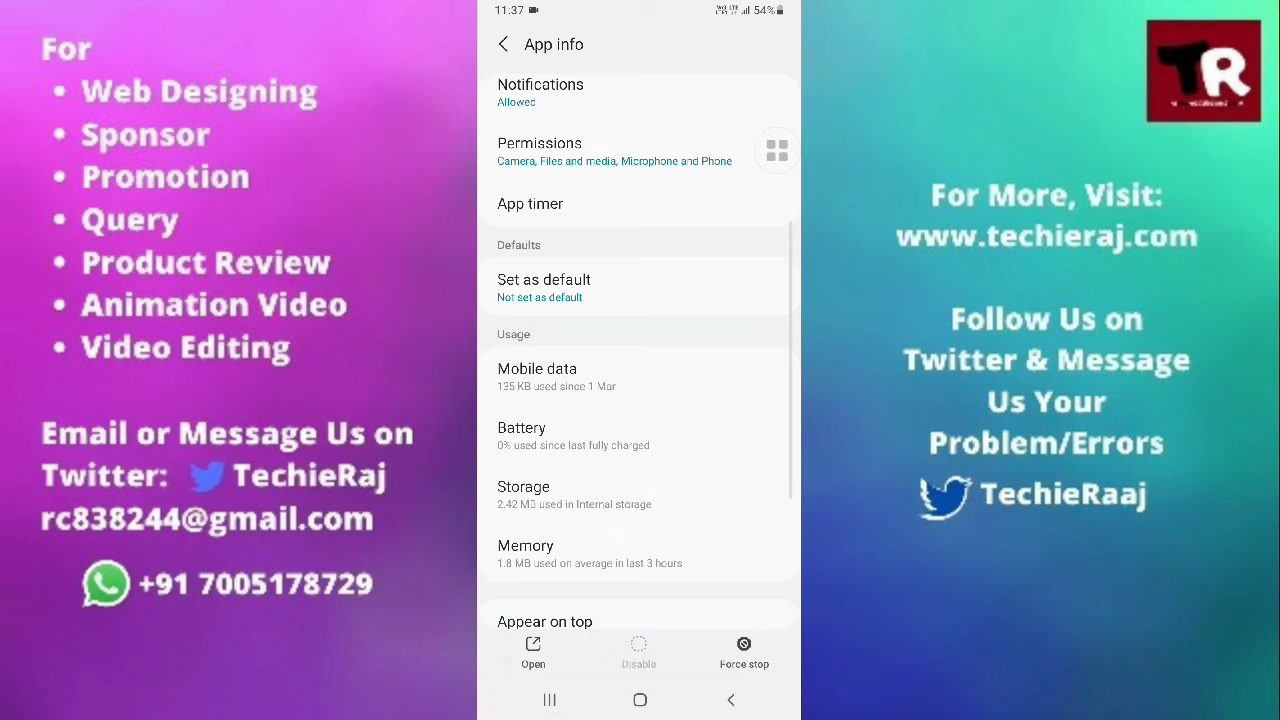 For
• Web Designing
• Sponsor
• Promotion
• Query
• Product Review
• Animation Video
• Video Editing
Email or Message Us on
Twitter: TechieRaj
rc838244@gmail.com
+91 7005178729
11:37
54%
App info
Notifications
Allowed
Permissions
Camera, Files and media, Microphone and Phone
App timer
Defaults
Set as default
Not set as default
Usage
Mobile data
135 KB used since 1 Mar
Battery
0% used since last fully charged
Storage
2.42 MB used in Internal storage
Memory
1.8 MB used on average in last 3 hours
Appear on top
Open
Disable
Force stop
TR
For More, Visit:
www.techieraj.com
Follow Us on
Twitter & Message
Us Your
Problem/Errors
TechieRaaj